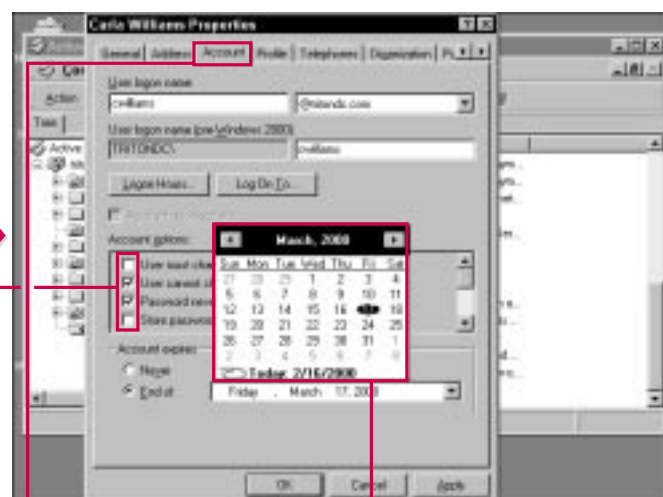 Carla Williams Properties
General Address Account Profile Telephones Organization
User logon name
cwilliams
User logon name (pre-Windows 2000)
TRITONDC\ cwilliams
Logon Hours... Log On To...
Account options:
User must
User cannot
Password
Store password
March, 2000
Sun Mon Tue Wed Thu Fri Sat
27 28 29 1 2 3 4
5 6 7 8 9 10 11
12 13 14 15 16 17 18
19 20 21 22 23 24 25
26 27 28 29 30 31 1
2 3 4 5 6 7 8
Today: 2/16/2000
Account expires
Never
End of
Friday , March 17, 2000
OK Cancel Apply
Action
Tree
Active